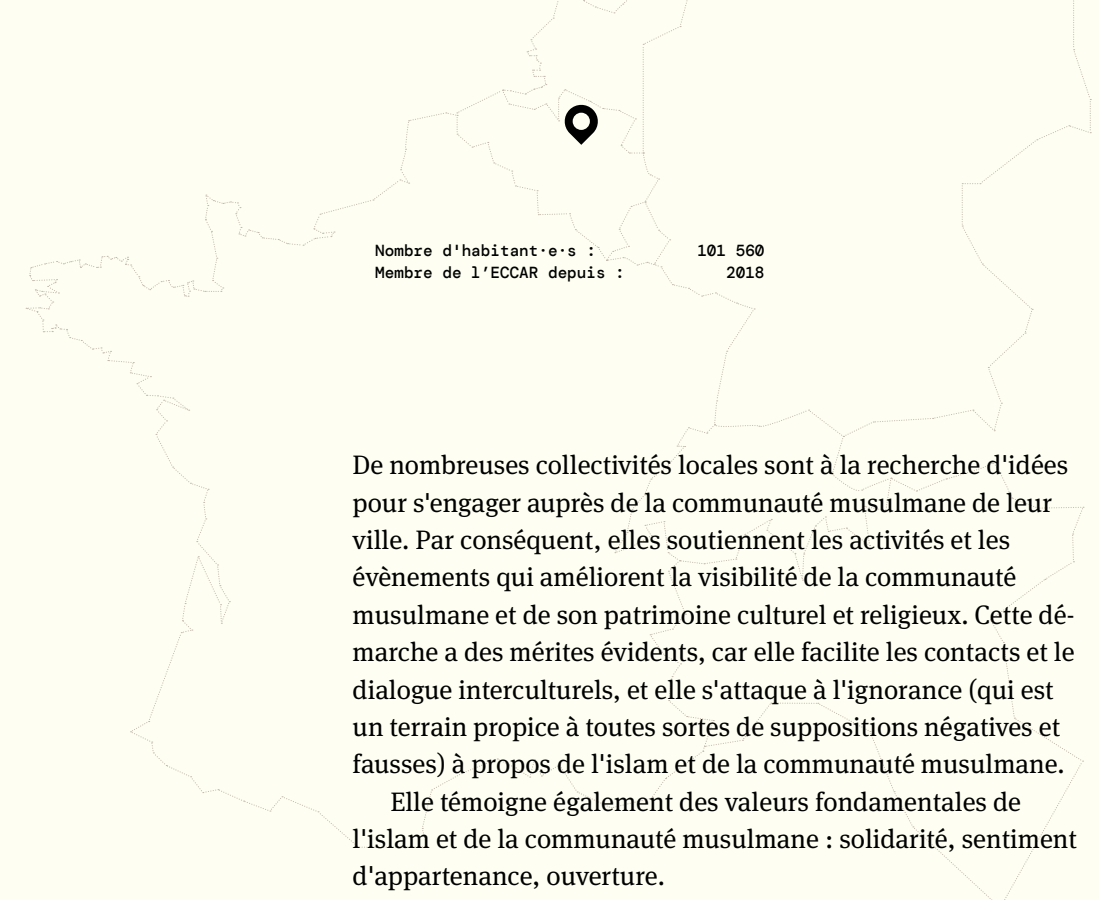 Nombre d'habitant·e·s : 101 560
Membre de l’ECCAR depuis : 2018
De nombreuses collectivités locales sont à la recherche d'idées
pour s'engager auprès de la communauté musulmane de leur
ville. Par conséquent, elles soutiennent les activités et les
évènements qui améliorent la visibilité de la communauté
musulmane et de son patrimoine culturel et religieux. Cette dé-
marche a des mérites évidents, car elle facilite les contacts et le
dialogue interculturels, et elle s'attaque à l'ignorance (qui est
un terrain propice à toutes sortes de suppositions négatives et
fausses) à propos de l'islam et de la communauté musulmane.
Elle témoigne également des valeurs fondamentales de
l'islam et de la communauté musulmane : solidarité, sentiment
d'appartenance, ouverture.